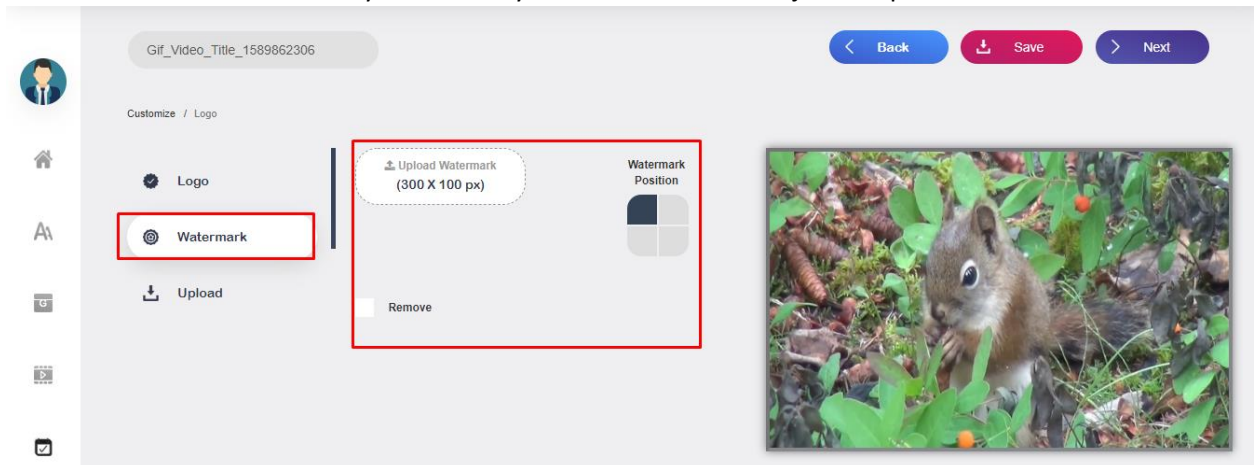 Gif_Video_Title_1589862306
Back
Save
Next
Customize / Logo
Logo
Watermark
Upload
Upload Watermark
(300 X 100 px)
Watermark
Position
Remove
G